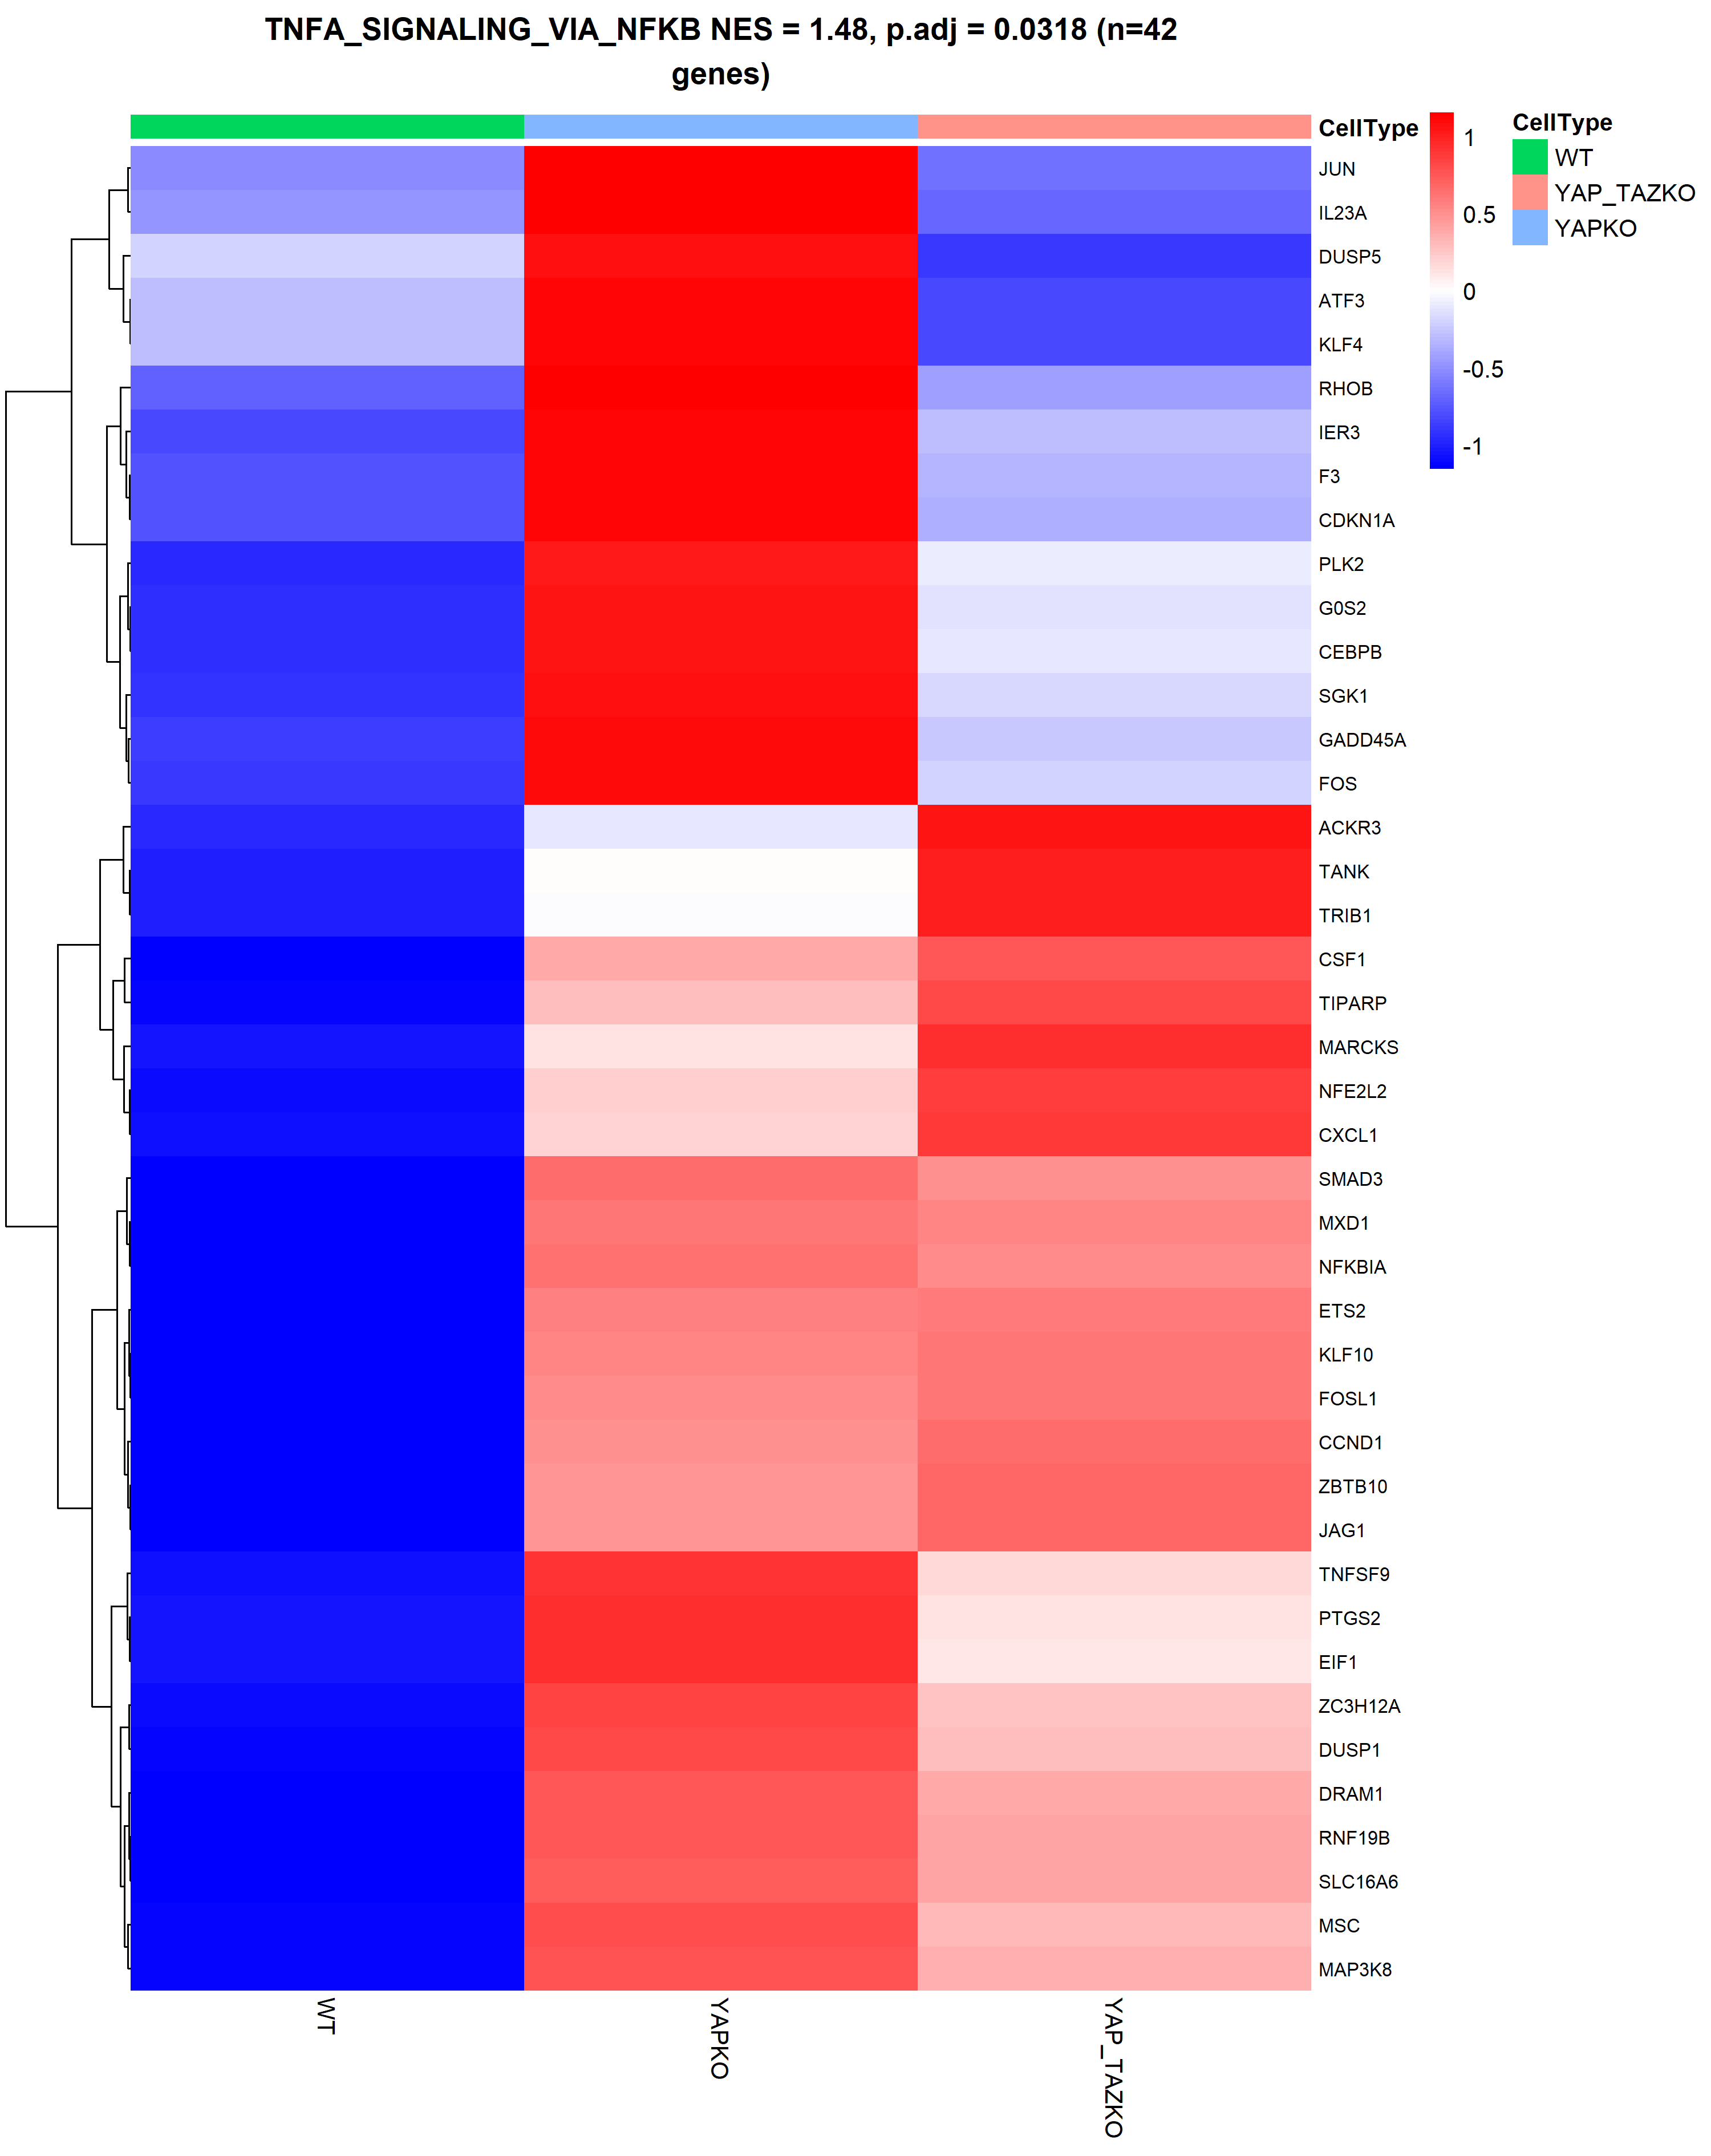 TNFA_SIGNALING_VIA_NFKB NES = 1.48, p.adj = 0.0318 (n=42
genes)
CellType
1
0.5
0
-0.5
-1
CellType
WT
YAP_TAZKO
YAPKO
JUN
IL23A
DUSP5
ATF3
KLF4
RHOB
IER3
F3
CDKN1A
PLK2
G0S2
CEBPB
SGK1
GADD45A
FOS
ACKR3
TANK
TRIB1
CSF1
TIPARP
MARCKS
NFE2L2
CXCL1
SMAD3
MXD1
NFKBIA
ETS2
KLF10
FOSL1
CCND1
ZBTB10
JAG1
TNFSF9
PTGS2
EIF1
ZC3H12A
DUSP1
DRAM1
RNF19B
SLC16A6
MSC
MAP3K8
WT
YAPKO
YAP_TAZKO